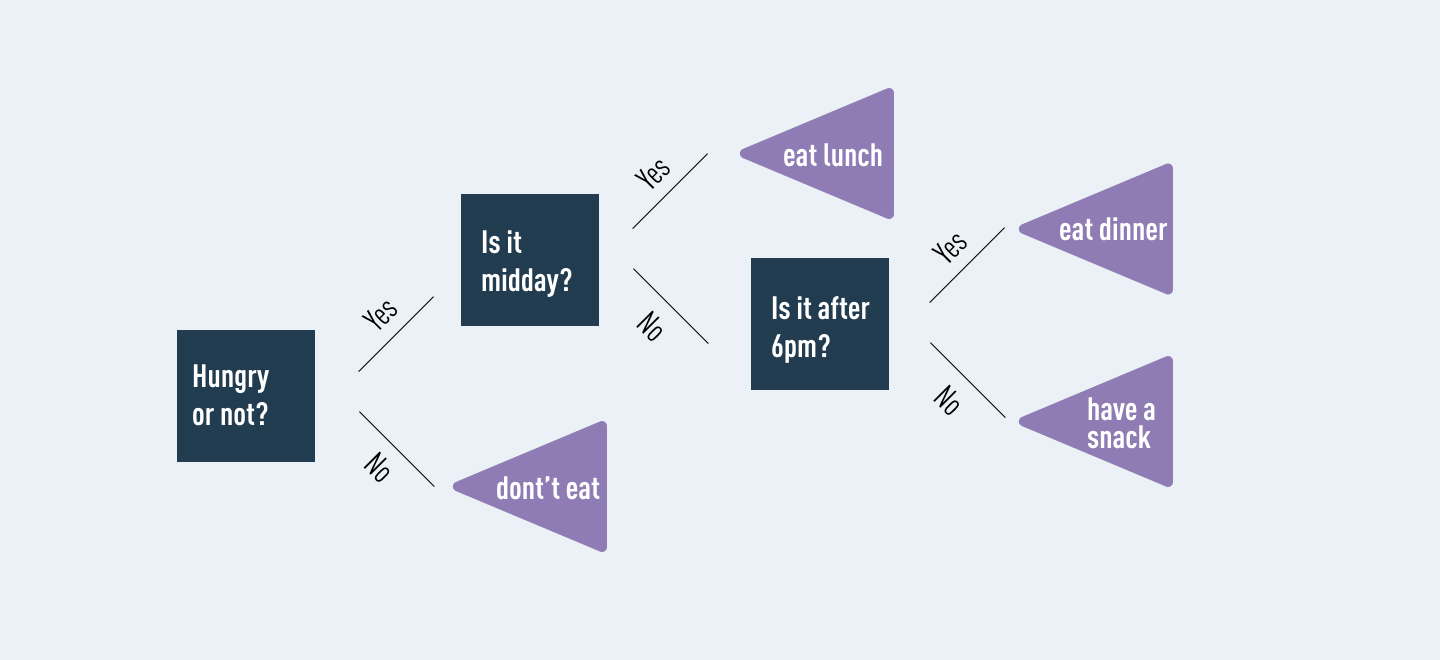 Hungry
or not?
Yes
No
Is it
midday?
dont't eat
Yes
No
eat lunch
Is it after
6pm?
Yes
No
eat dinner
have a
snack